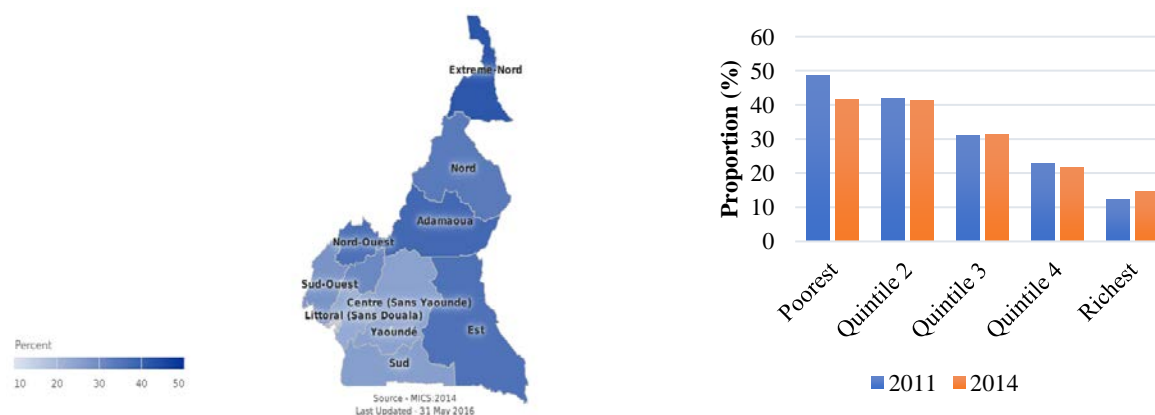 Extreme-Nord
Nord
Adamaoua
Nord-Ouest
Sud-Ouest
Centre (Sans Yaounde)
Littoral (Sans Douala)
Yaoundé
Est
Sud
Percent
10 20 30 40 50
Source - MICS:2014
Last Updated - 31 May 2016
Proportion (%)
60
50
40
30
20
10
0
Poorest
Quintile 2
Quintile 3
Quintile 4
Richest
2011 2014